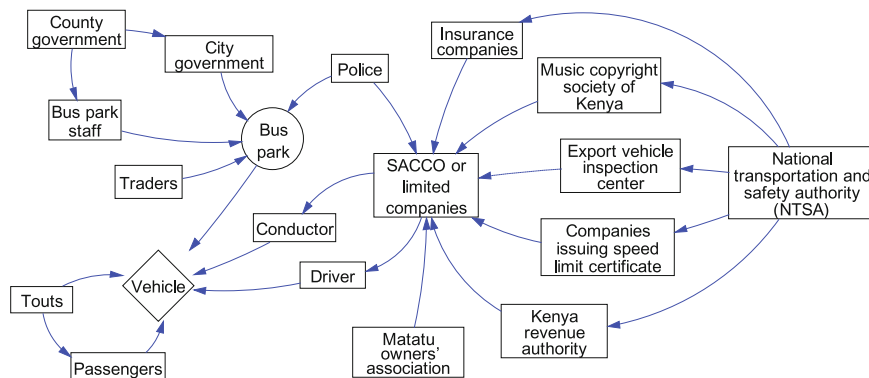 County
government
City
government
Bus park
staff
Traders
Police
Bus
park
Insurance
companies
Music copyright
society of
Kenya
SACCO or
limited
companies
Export vehicle
inspection
center
National
transportation and
safety authority
(NTSA)
Conductor
Companies
issuing speed
limit certificate
Driver
Vehicle
Touts
Passengers
Matatu
owners'
association
Kenya
revenue
authority